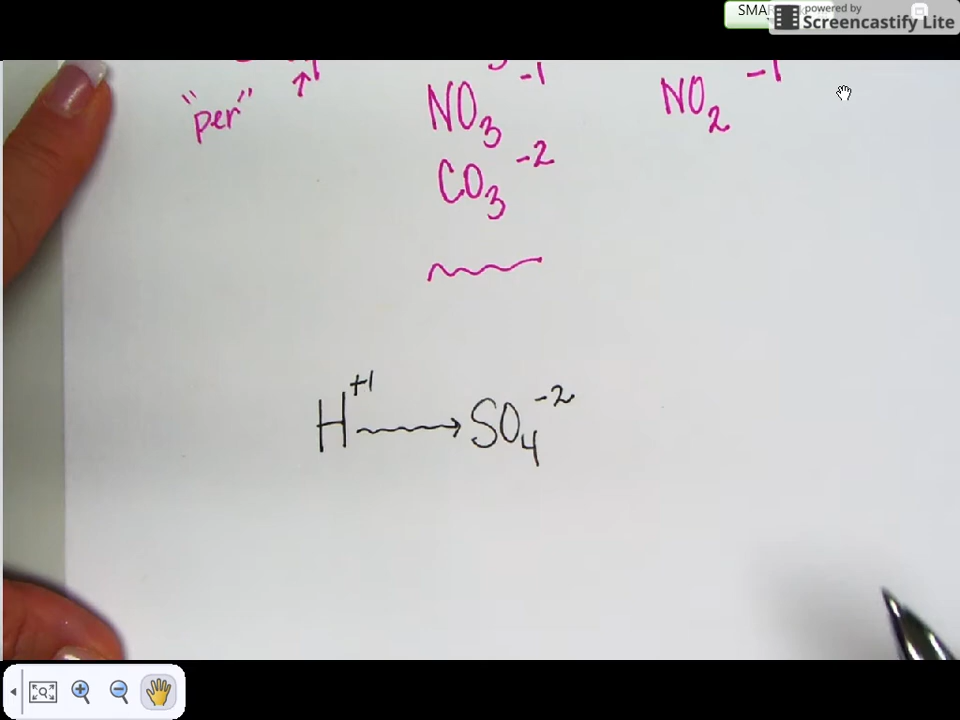 SMA
powered by
Screencastify Lite
"per" ↑
NO₃⁻¹ NO₂⁻¹
CO₃⁻²
H⁺¹ → SO₄⁻²